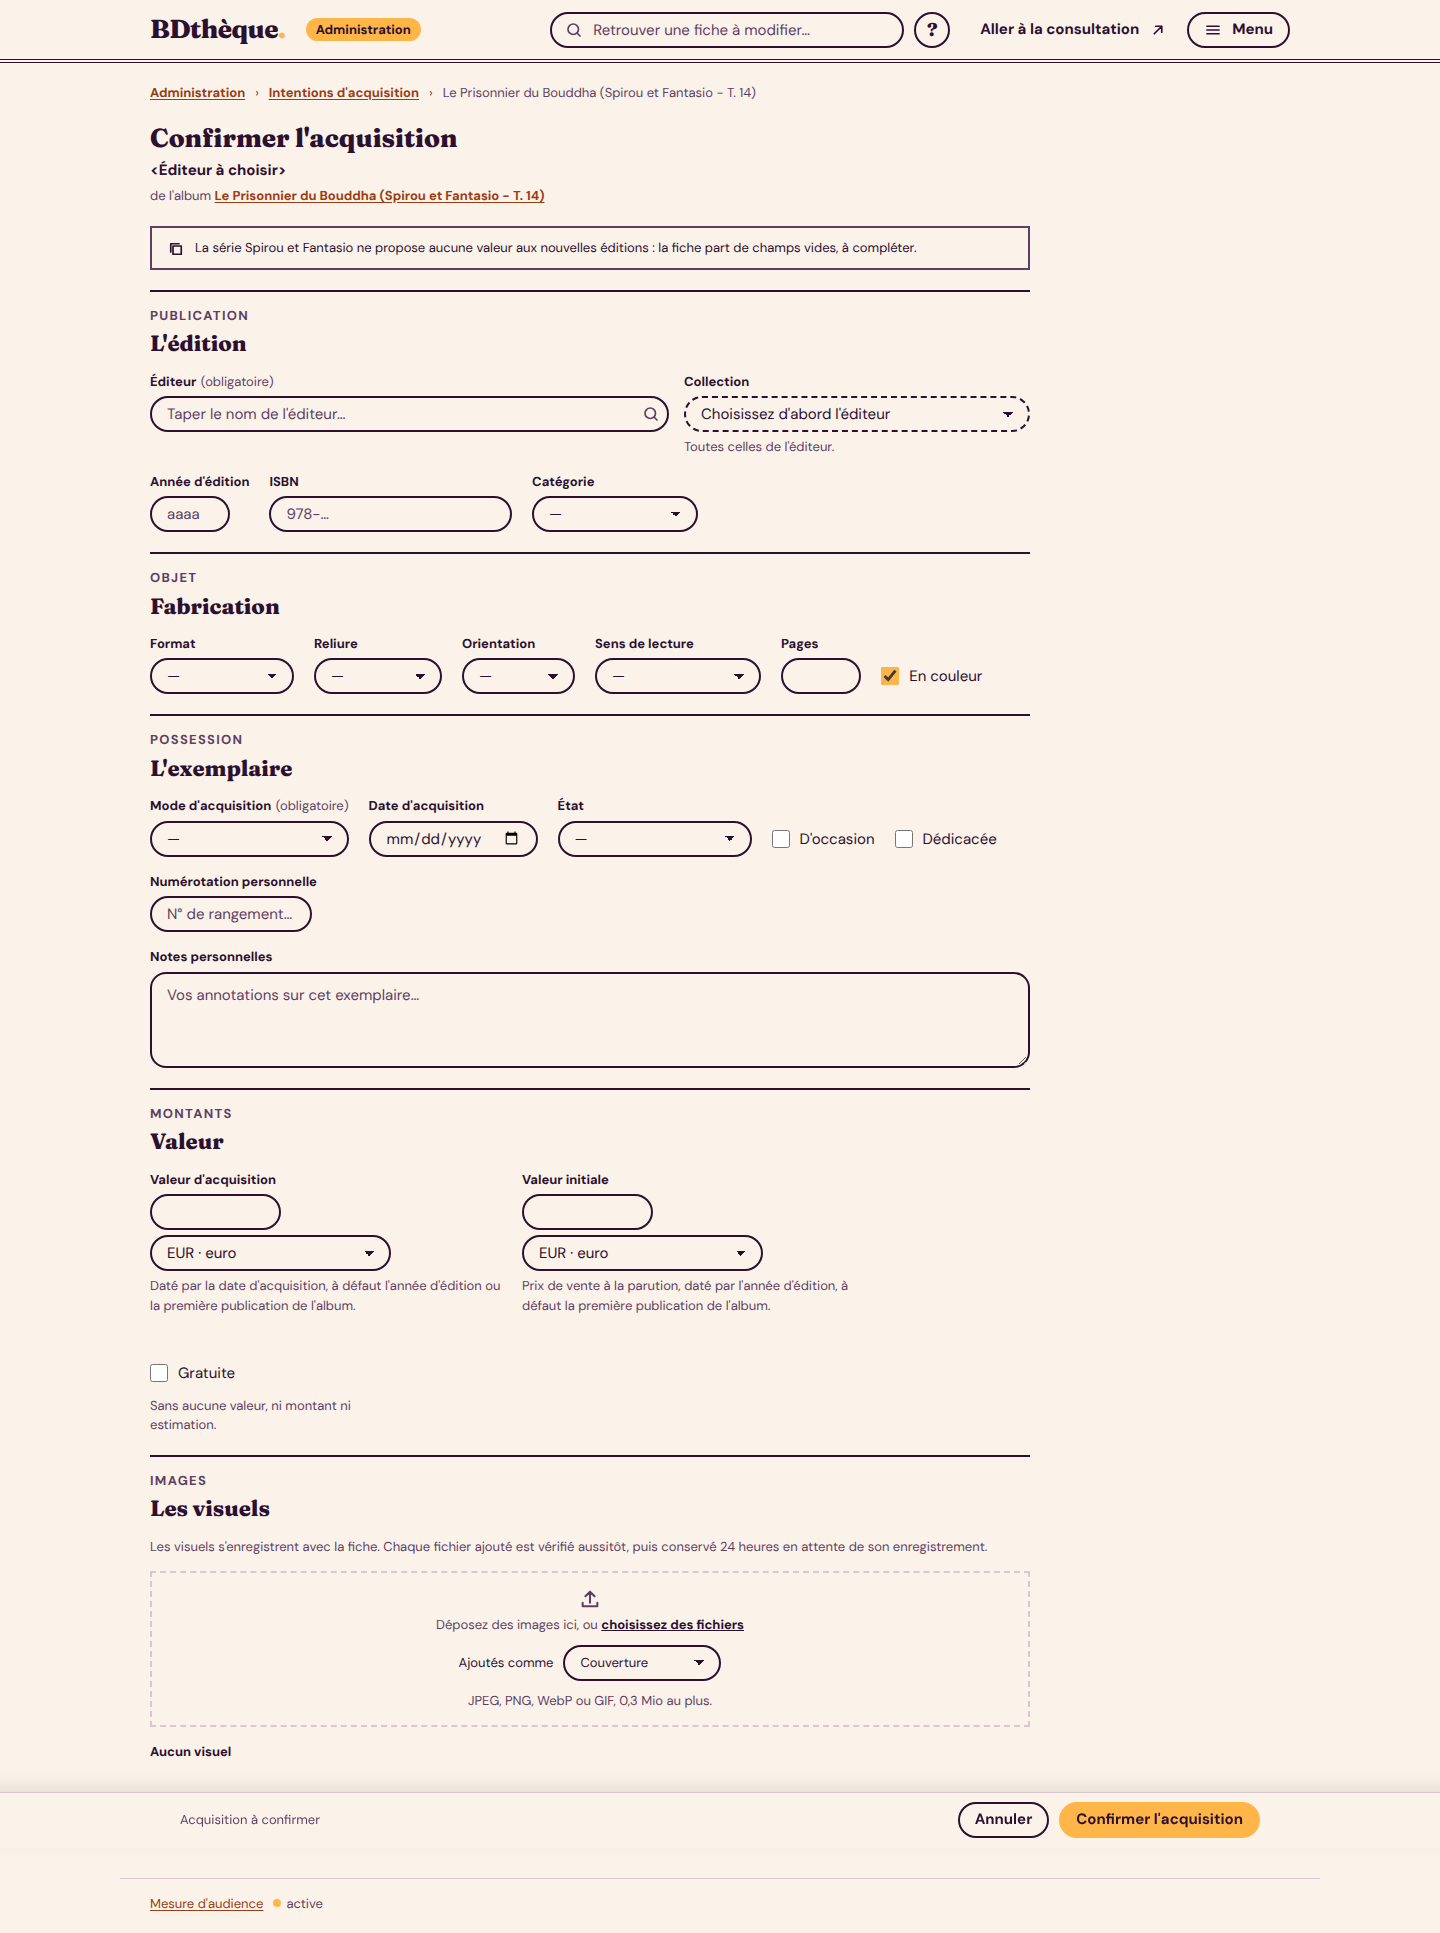 BDthèque. Administration Retrouver une fiche à modifier... ? Aller à la consultation Menu
Administration › Intentions d'acquisition › Le Prisonnier du Bouddha (Spirou et Fantasio - T. 14)
Confirmer l'acquisition
<Éditeur à choisir>
de l'album Le Prisonnier du Bouddha (Spirou et Fantasio - T. 14)
La série Spirou et Fantasio ne propose aucune valeur aux nouvelles éditions : la fiche part de champs vides, à compléter.
PUBLICATION
L'édition
Éditeur (obligatoire) Collection
Taper le nom de l'éditeur... Choisissez d'abord l'éditeur
Toutes celles de l'éditeur.
Année d'édition ISBN Catégorie
aaaa 978-... —
OBJET
Fabrication
Format Reliure Orientation Sens de lecture Pages
— — — — En couleur
POSSESSION
L'exemplaire
Mode d'acquisition (obligatoire) Date d'acquisition État
— mm/dd/yyyy — D'occasion Dédicacée
Numérotation personnelle
N° de rangement...
Notes personnelles
Vos annotations sur cet exemplaire...
MONTANTS
Valeur
Valeur d'acquisition Valeur initiale
EUR · euro EUR · euro
Daté par la date d'acquisition, à défaut l'année d'édition ou Prix de vente à la parution, daté par l'année d'édition, à
la première publication de l'album. défaut la première publication de l'album.
Gratuite
Sans aucune valeur, ni montant ni
estimation.
IMAGES
Les visuels
Les visuels s'enregistrent avec la fiche. Chaque fichier ajouté est vérifié aussitôt, puis conservé 24 heures en attente de son enregistrement.
Déposez des images ici, ou choisissez des fichiers
Ajoutés comme Couverture
JPEG, PNG, WebP ou GIF, 0,3 Mio au plus.
Aucun visuel
Acquisition à confirmer Annuler Confirmer l'acquisition
Mesure d'audience active